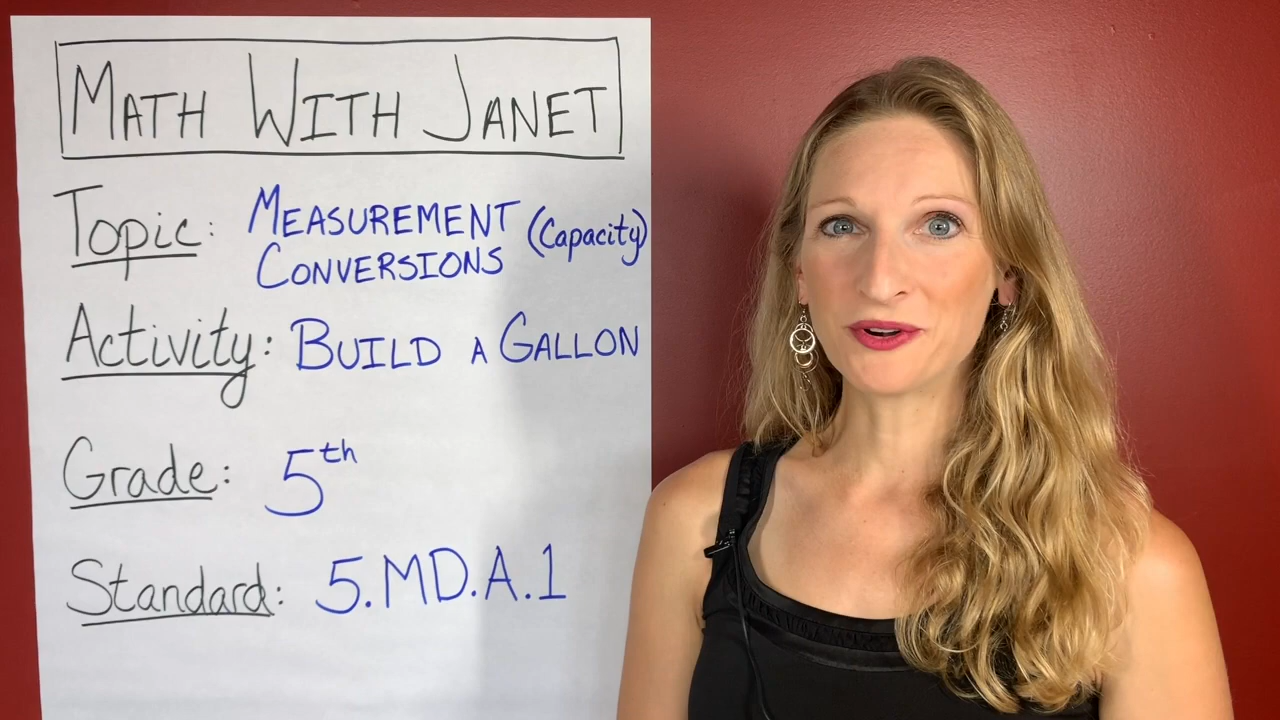 MATH WITH JANET
Topic: MEASUREMENT (Capacity)
CONVERSIONS
Activity: BUILD A GALLON
Grade: 5th
Standard: 5.MD.A.1